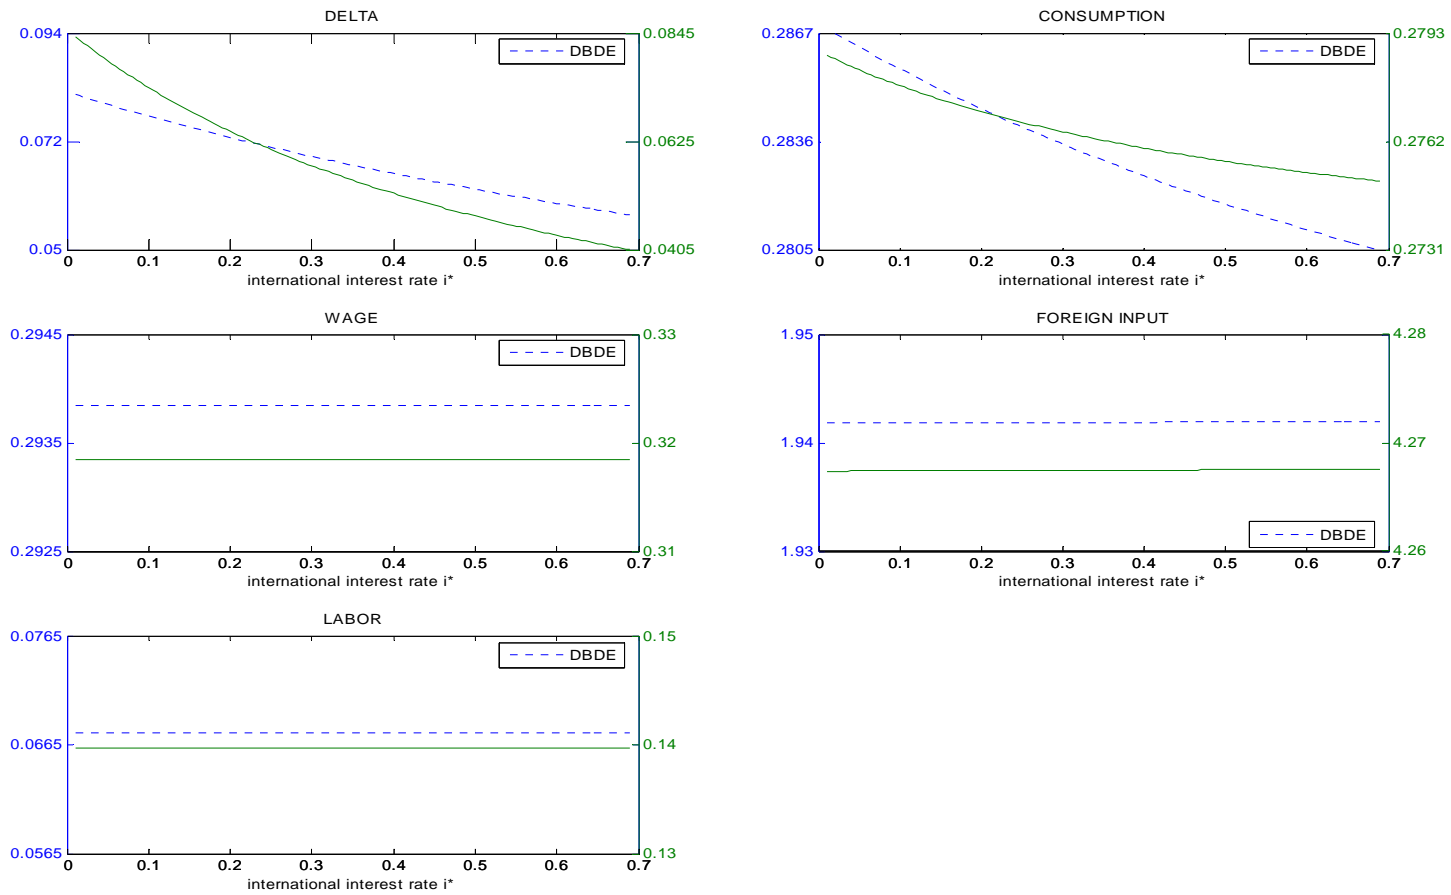 DELTA
0.094
0.072
0.05
DBDE
0.0845
0.0625
0.0405
0 0.1 0.2 0.3 0.4 0.5 0.6 0.7
international interest rate i*
CONSUMPTION
0.2867
0.2836
0.2805
DBDE
0.2793
0.2762
0.2731
0 0.1 0.2 0.3 0.4 0.5 0.6 0.7
international interest rate i*
WAGE
0.2945
0.2935
0.2925
DBDE
0.33
0.32
0.31
0 0.1 0.2 0.3 0.4 0.5 0.6 0.7
international interest rate i*
FOREIGN INPUT
1.95
1.94
1.93
DBDE
4.28
4.27
4.26
0 0.1 0.2 0.3 0.4 0.5 0.6 0.7
international interest rate i*
LABOR
0.0765
0.0665
0.0565
DBDE
0.15
0.14
0.13
0 0.1 0.2 0.3 0.4 0.5 0.6 0.7
international interest rate i*